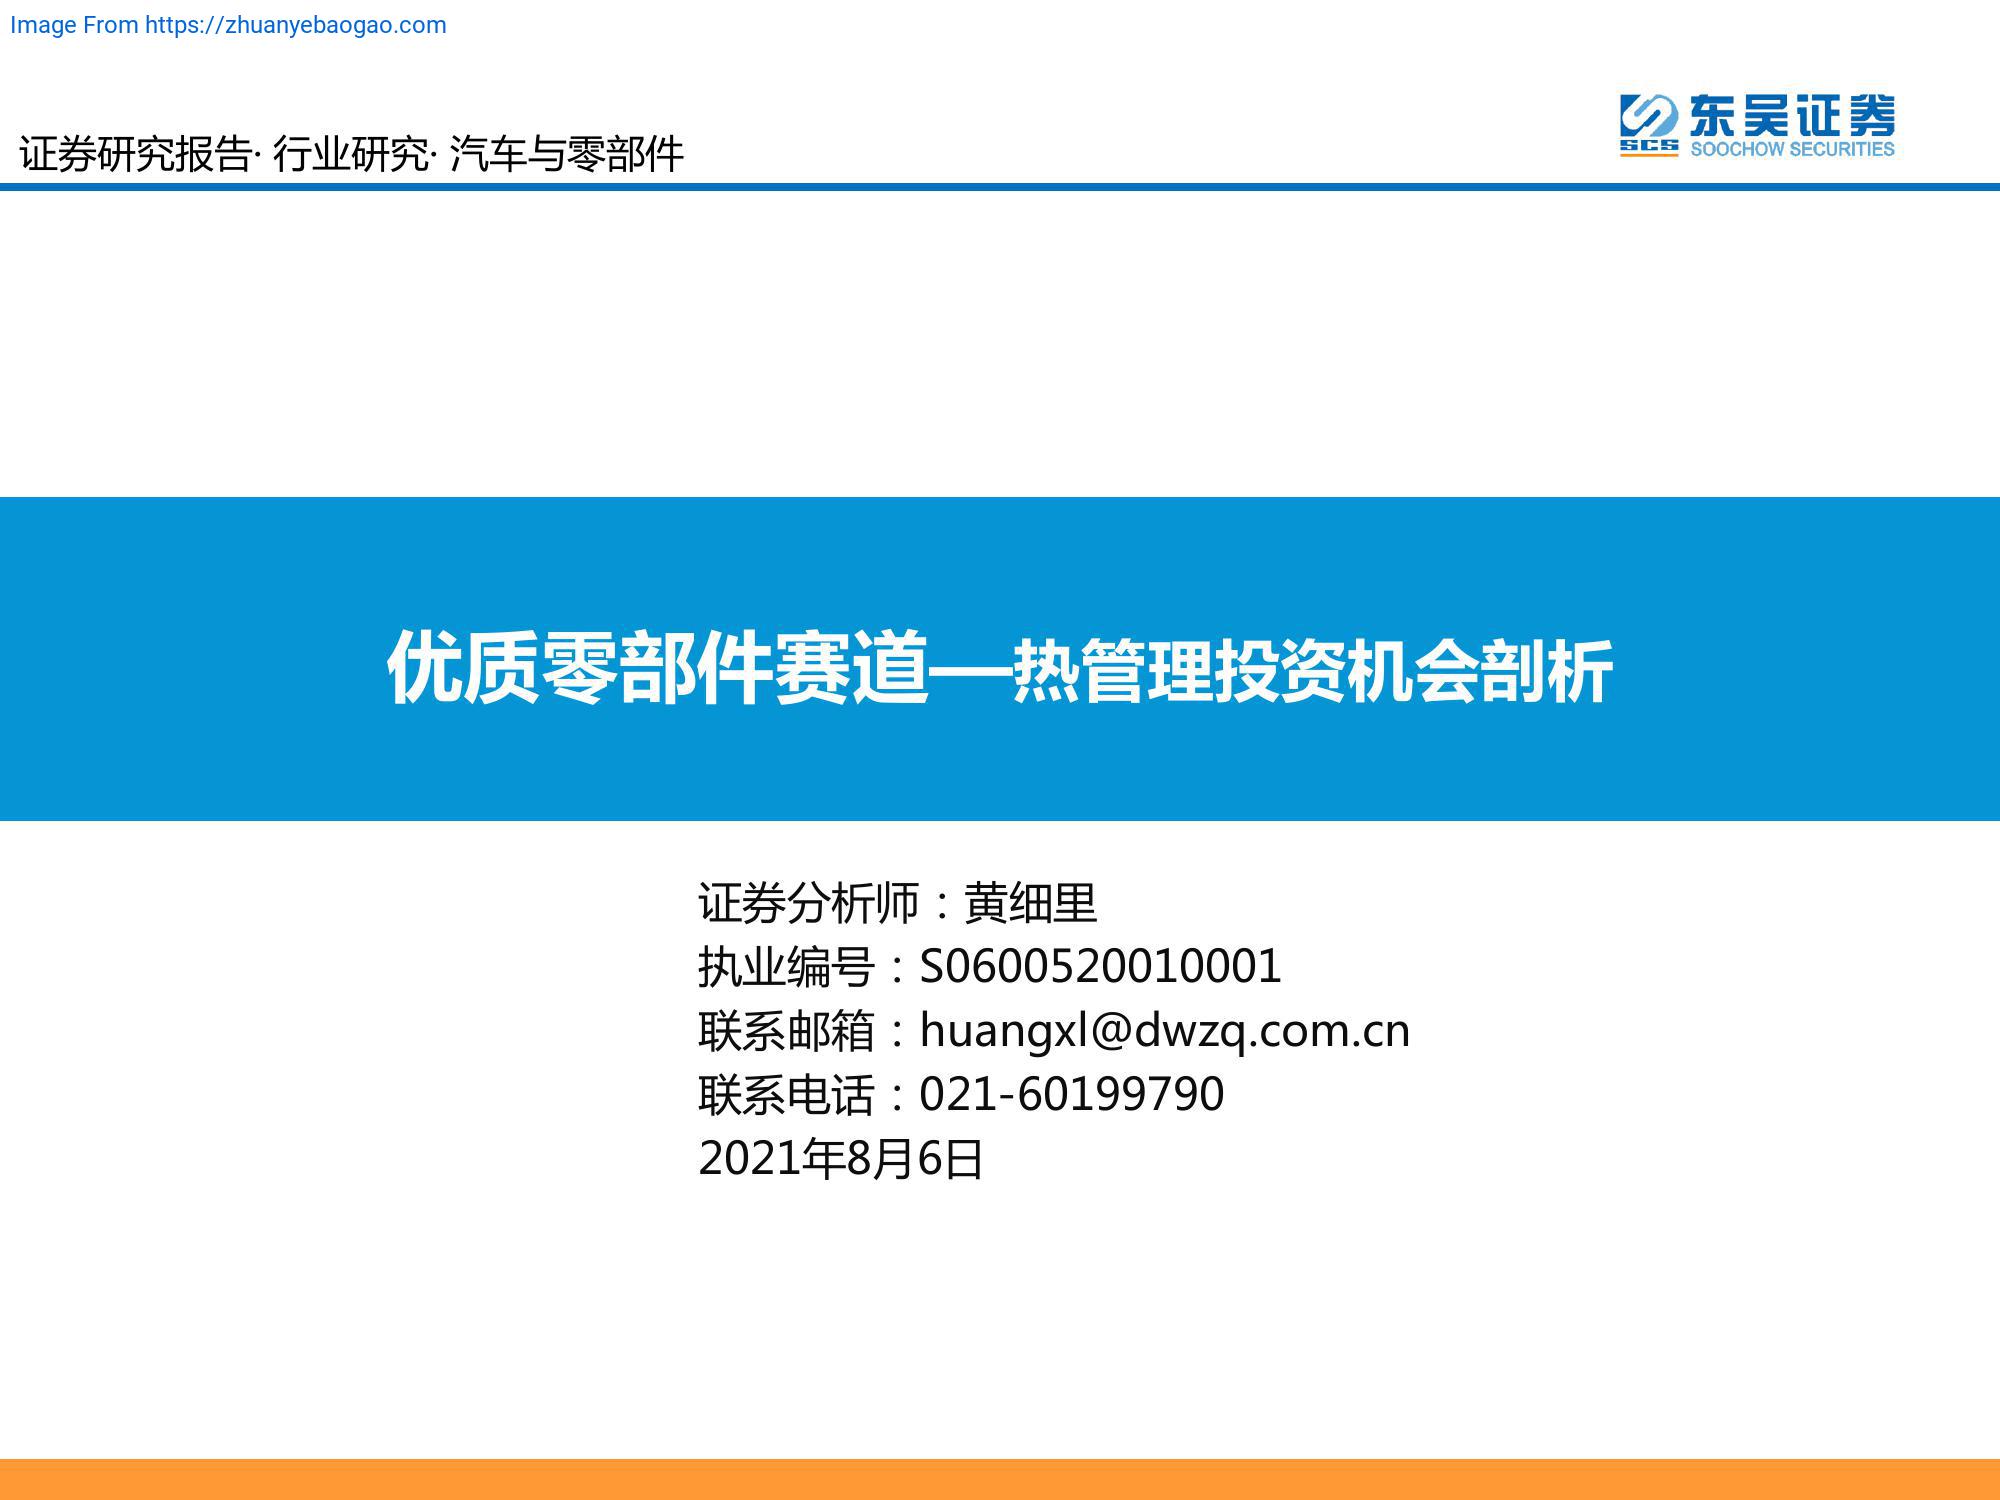 Image From https://zhuanyebaogao.com
证券研究报告· 行业研究· 汽车与零部件
SCS
东吴证券
SOOCHOW SECURITIES
优质零部件赛道—热管理投资机会剖析
证券分析师：黄细里
执业编号：S0600520010001
联系邮箱：huangxl@dwzq.com.cn
联系电话：021-60199790
2021年8月6日